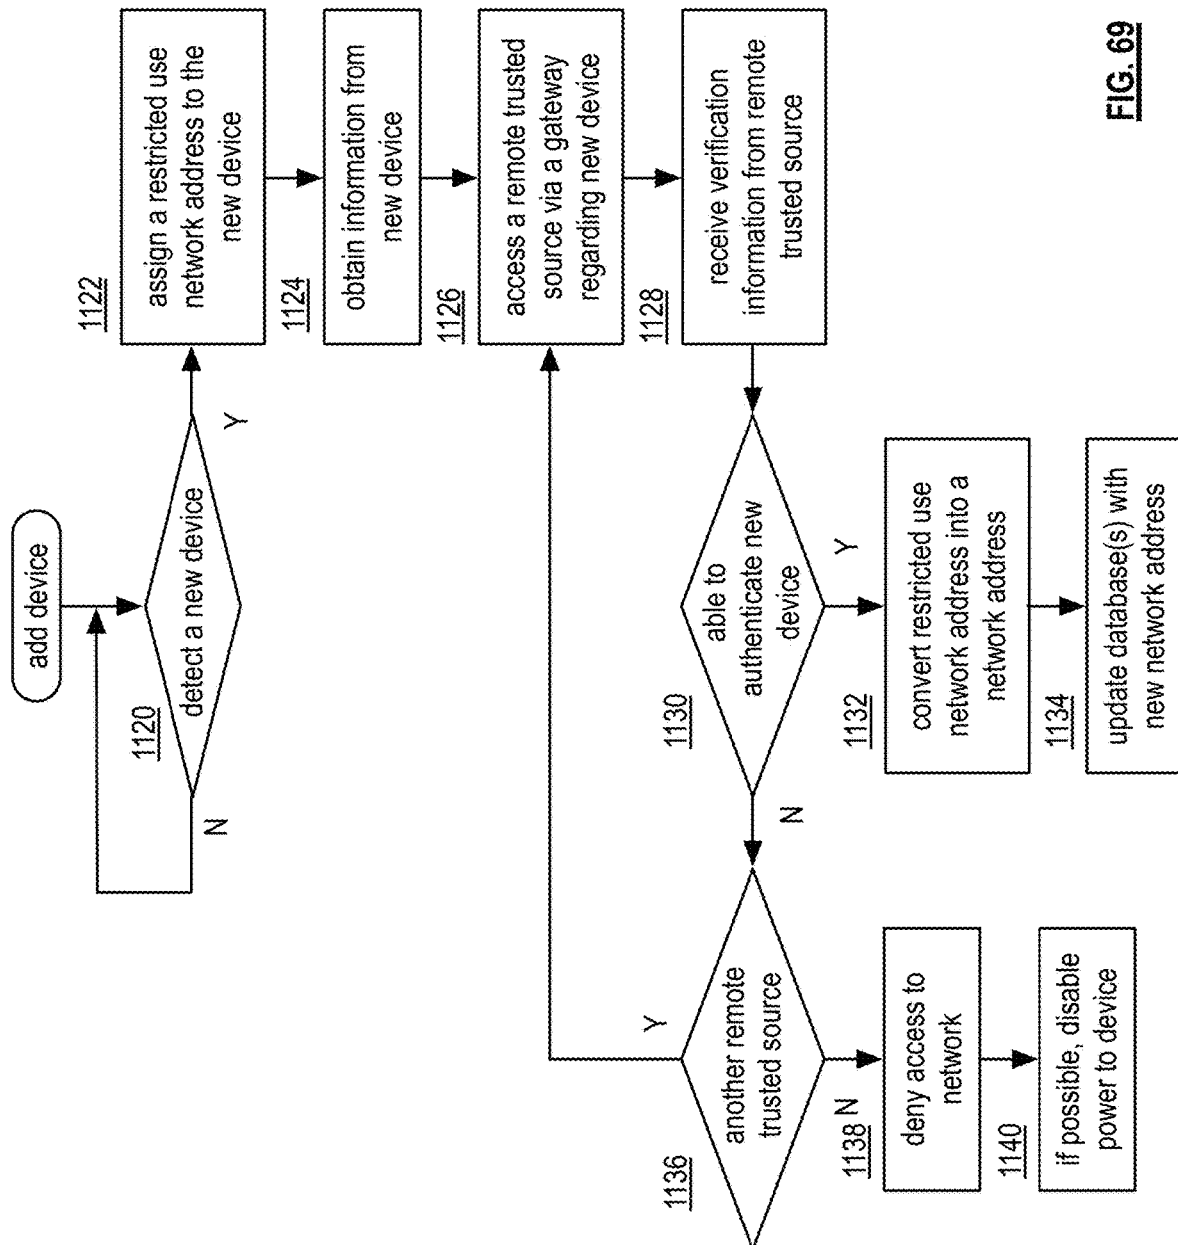 add device
1120
detect a new device
N
Y
1122
assign a restricted use
network address to the
new device
1124
obtain information from
new device
1126
access a remote trusted
source via a gateway
regarding new device
1128
receive verification
information from remote
trusted source
1130
able to
authenticate new
device
Y
N
1132
convert restricted use
network address into a
network address
1134
update database(s) with
new network address
1136
another remote
trusted source
Y
N
1138
deny access to
network
1140
if possible, disable
power to device
FIG. 69